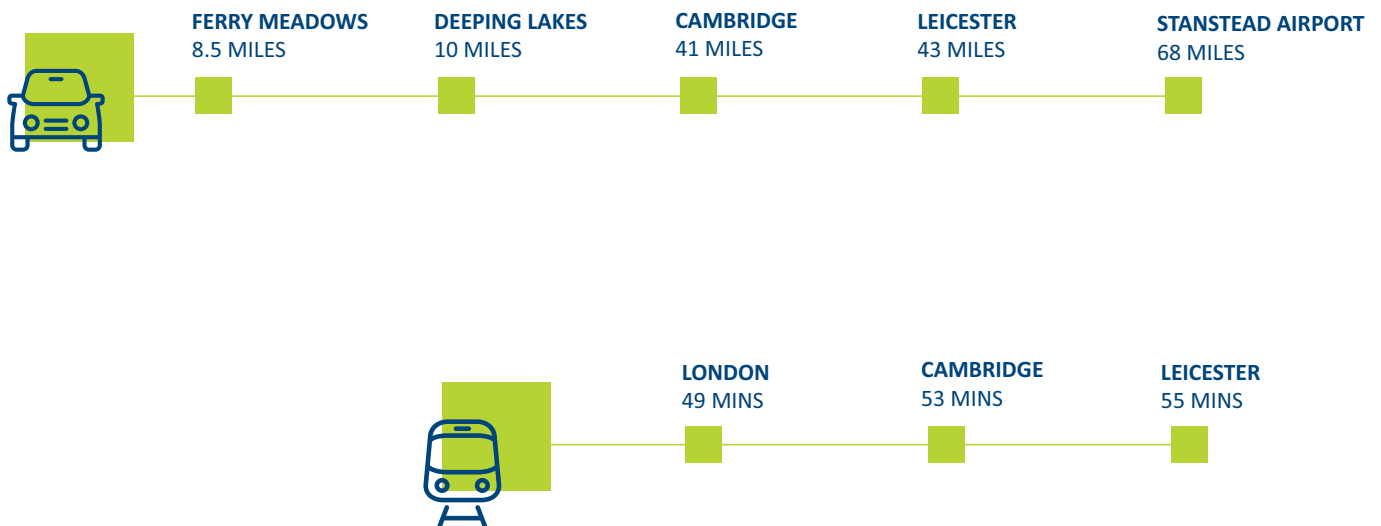 FERRY MEADOWS
8.5 MILES
DEEPING LAKES
10 MILES
CAMBRIDGE
41 MILES
LEICESTER
43 MILES
STANSTEAD AIRPORT
68 MILES
LONDON
49 MINS
CAMBRIDGE
53 MINS
LEICESTER
55 MINS